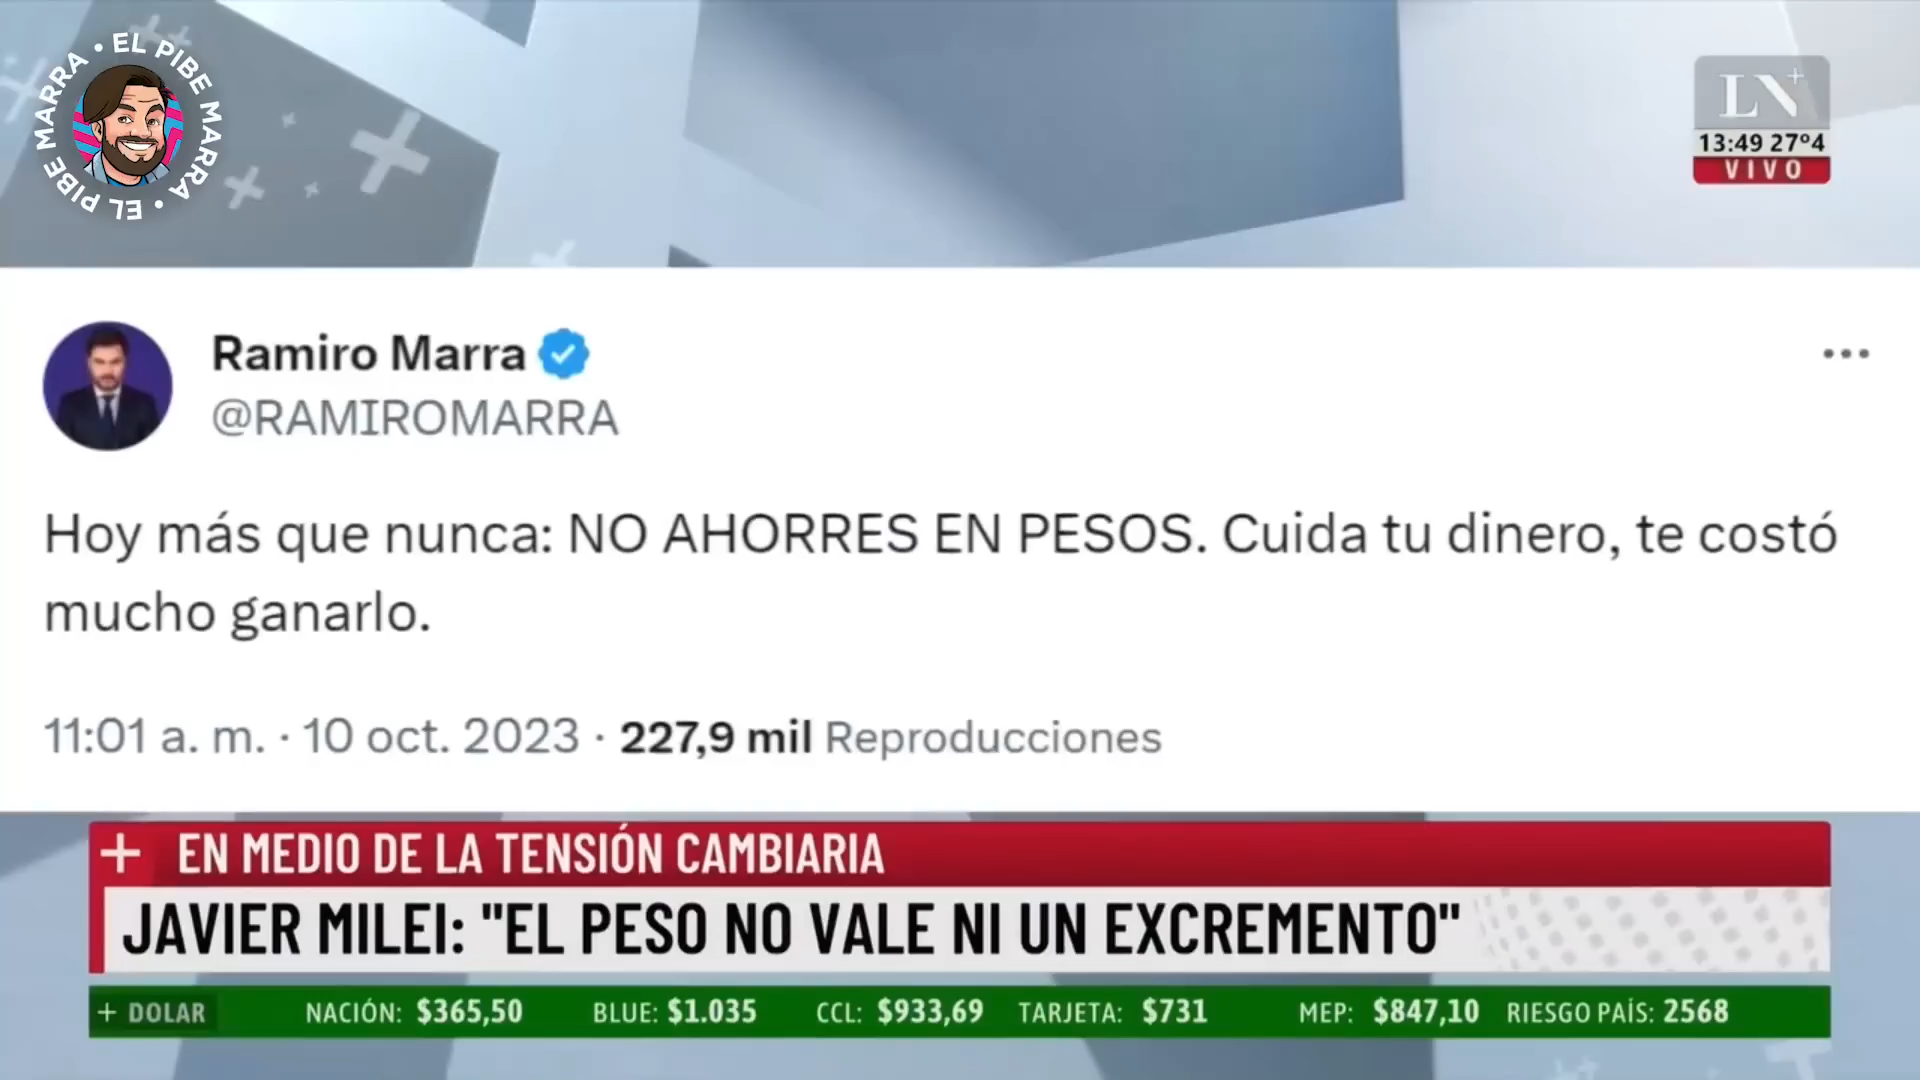 • EL PIBE MARRA • EL PIBE MARRA
LN+
13:49 27º4
VIVO
Ramiro Marra
@RAMIROMARRA
Hoy más que nunca: NO AHORRES EN PESOS. Cuida tu dinero, te costó
mucho ganarlo.
11:01 a. m. · 10 oct. 2023 · 227,9 mil Reproducciones
+ EN MEDIO DE LA TENSIÓN CAMBIARIA
JAVIER MILEI: "EL PESO NO VALE NI UN EXCREMENTO"
+ DOLAR NACIÓN: $365,50 BLUE: $1.035 CCL: $933,69 TARJETA: $731 MEP: $847,10 RIESGO PAÍS: 2568